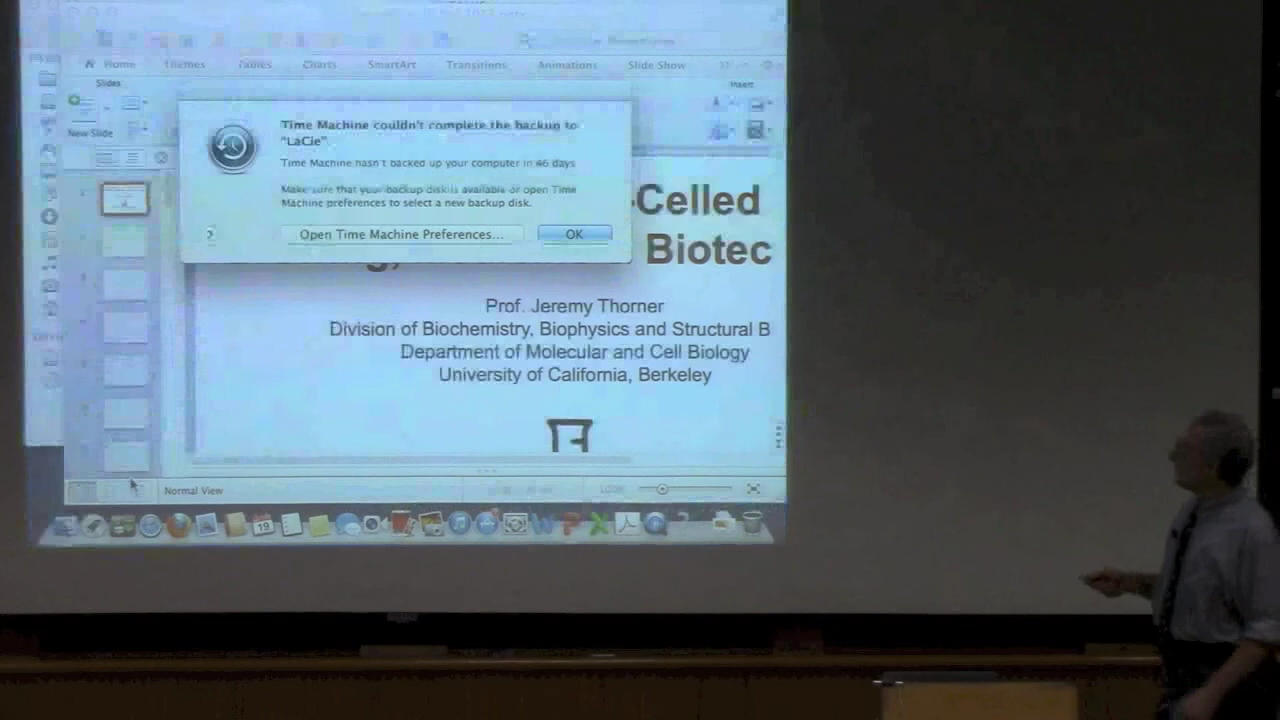 Home Themes Tables Charts SmartArt Transitions Animations Slide Show
Slides
Insert
New Slide
Time Machine couldn't complete the backup to
"LaCie".
Time Machine hasn't backed up your computer in 46 days
Make sure that your backup disk is available or open Time
Machine preferences to select a new backup disk.
Open Time Machine Preferences... OK
-Celled
Biotec
Prof. Jeremy Thorner
Division of Biochemistry, Biophysics and Structural B
Department of Molecular and Cell Biology
University of California, Berkeley
Normal View
19